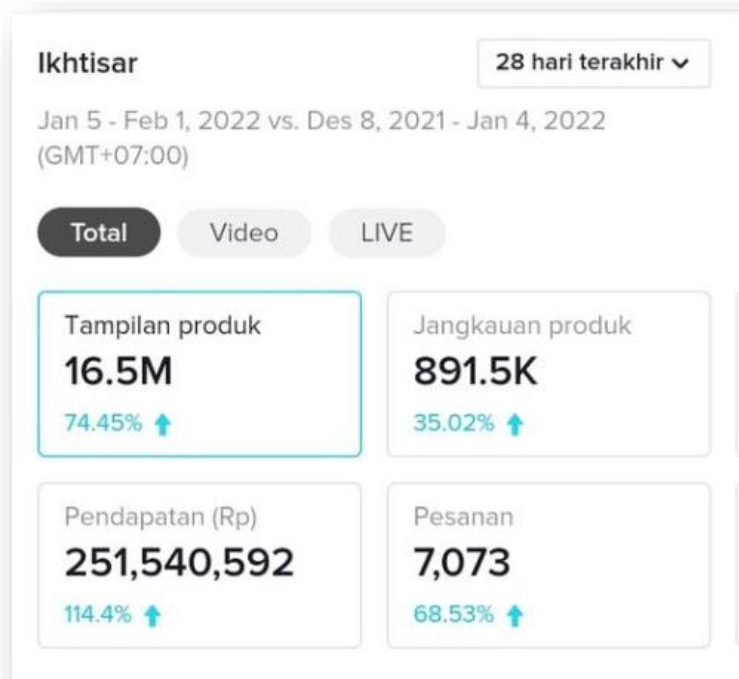 Ikhtisar
28 hari terakhir
Jan 5 - Feb 1, 2022 vs. Des 8, 2021 - Jan 4, 2022
(GMT+07:00)
Total
Video
LIVE
Tampilan produk
16.5M
74.45%
Jangkauan produk
891.5K
35.02%
Pendapatan (Rp)
251,540,592
114.4%
Pesanan
7,073
68.53%